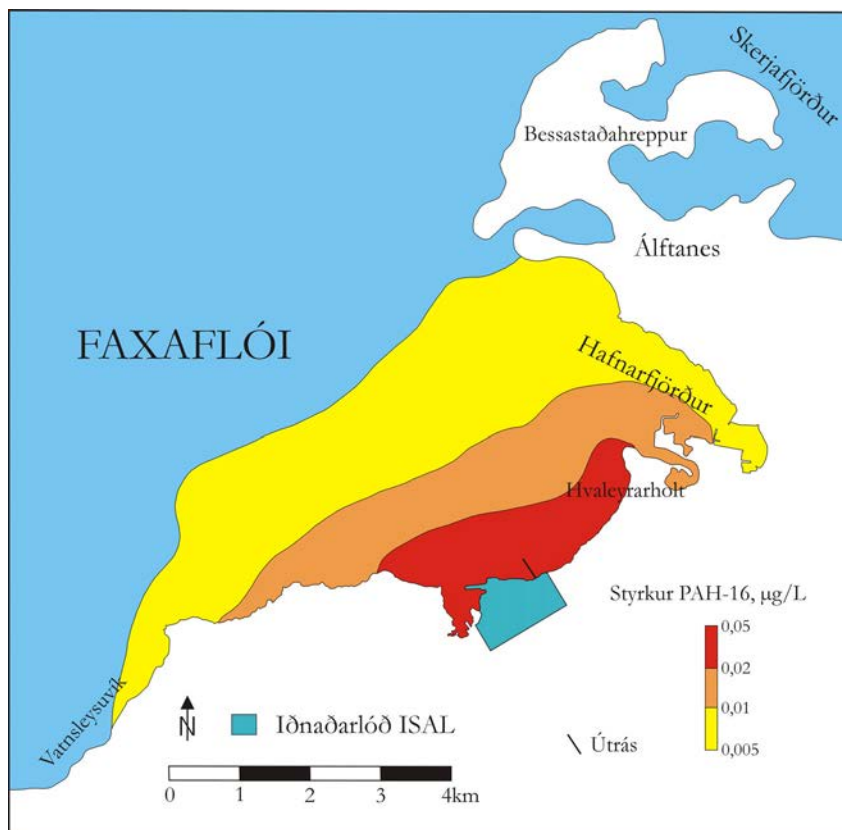 Skerjafjörður
Bessastaðahreppur
Álftanes
FAXAFLÓI
Hafnarfjörður
Hvaleyrarholt
Styrkur PAH-16, µg/L
0,05
0,02
0,01
0,005
Vatnsleysuvík
N
Iðnaðarlóð ISAL
Útrás
0 1 2 3 4km